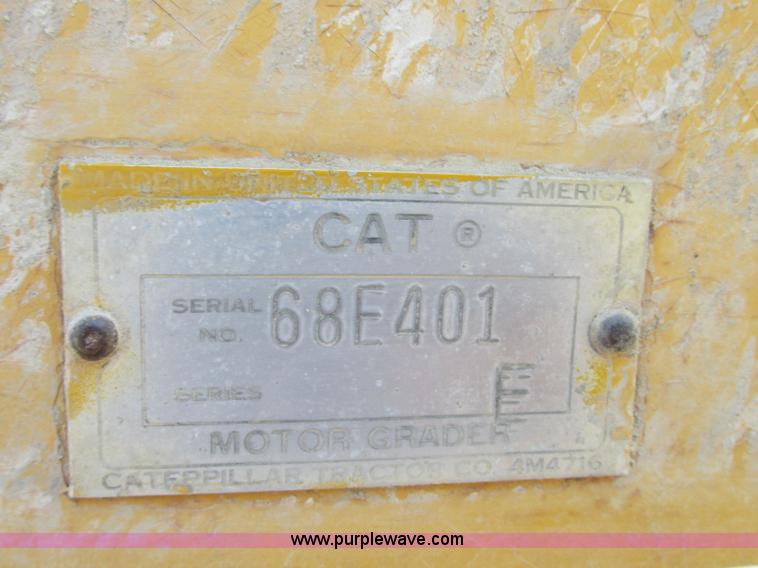 MADE IN UNITED STATES OF AMERICA
CAT ®
SERIAL NO. 68E401
SERIES E
MOTOR GRADER
CATERPILLAR TRACTOR CO. 4M4716
www.purplewave.com